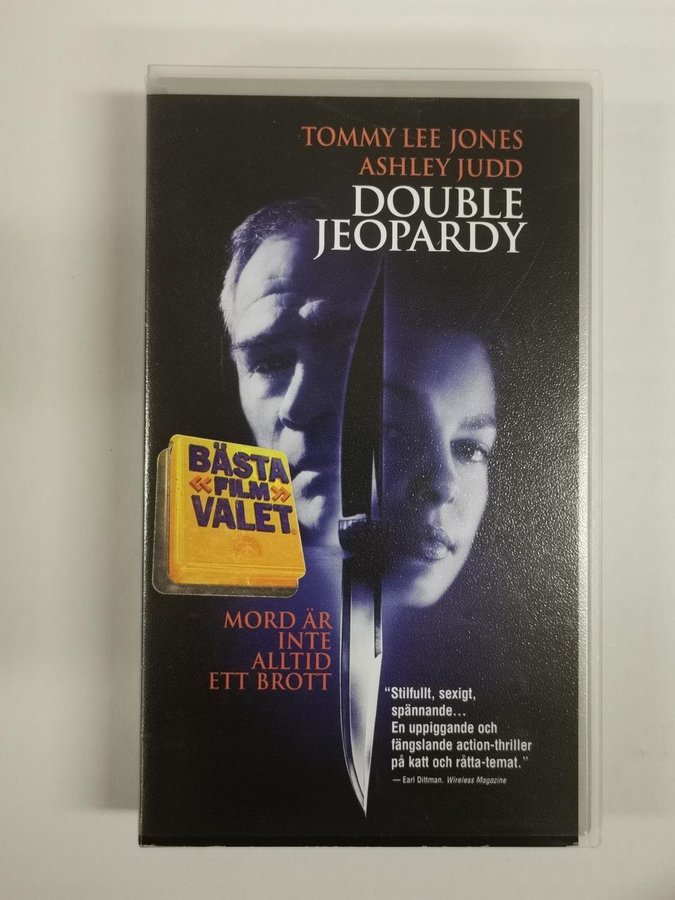 TOMMY LEE JONES
ASHLEY JUDD
DOUBLE
JEOPARDY
BÄSTA
«FILM»
VALET
MORD ÄR
INTE
ALLTID
ETT BROTT
"Stilfullt, sexigt,
spännande...
En uppiggande och
fängslande action-thriller
på katt och råtta-temat."
— Earl Dittman, Wireless Magazine